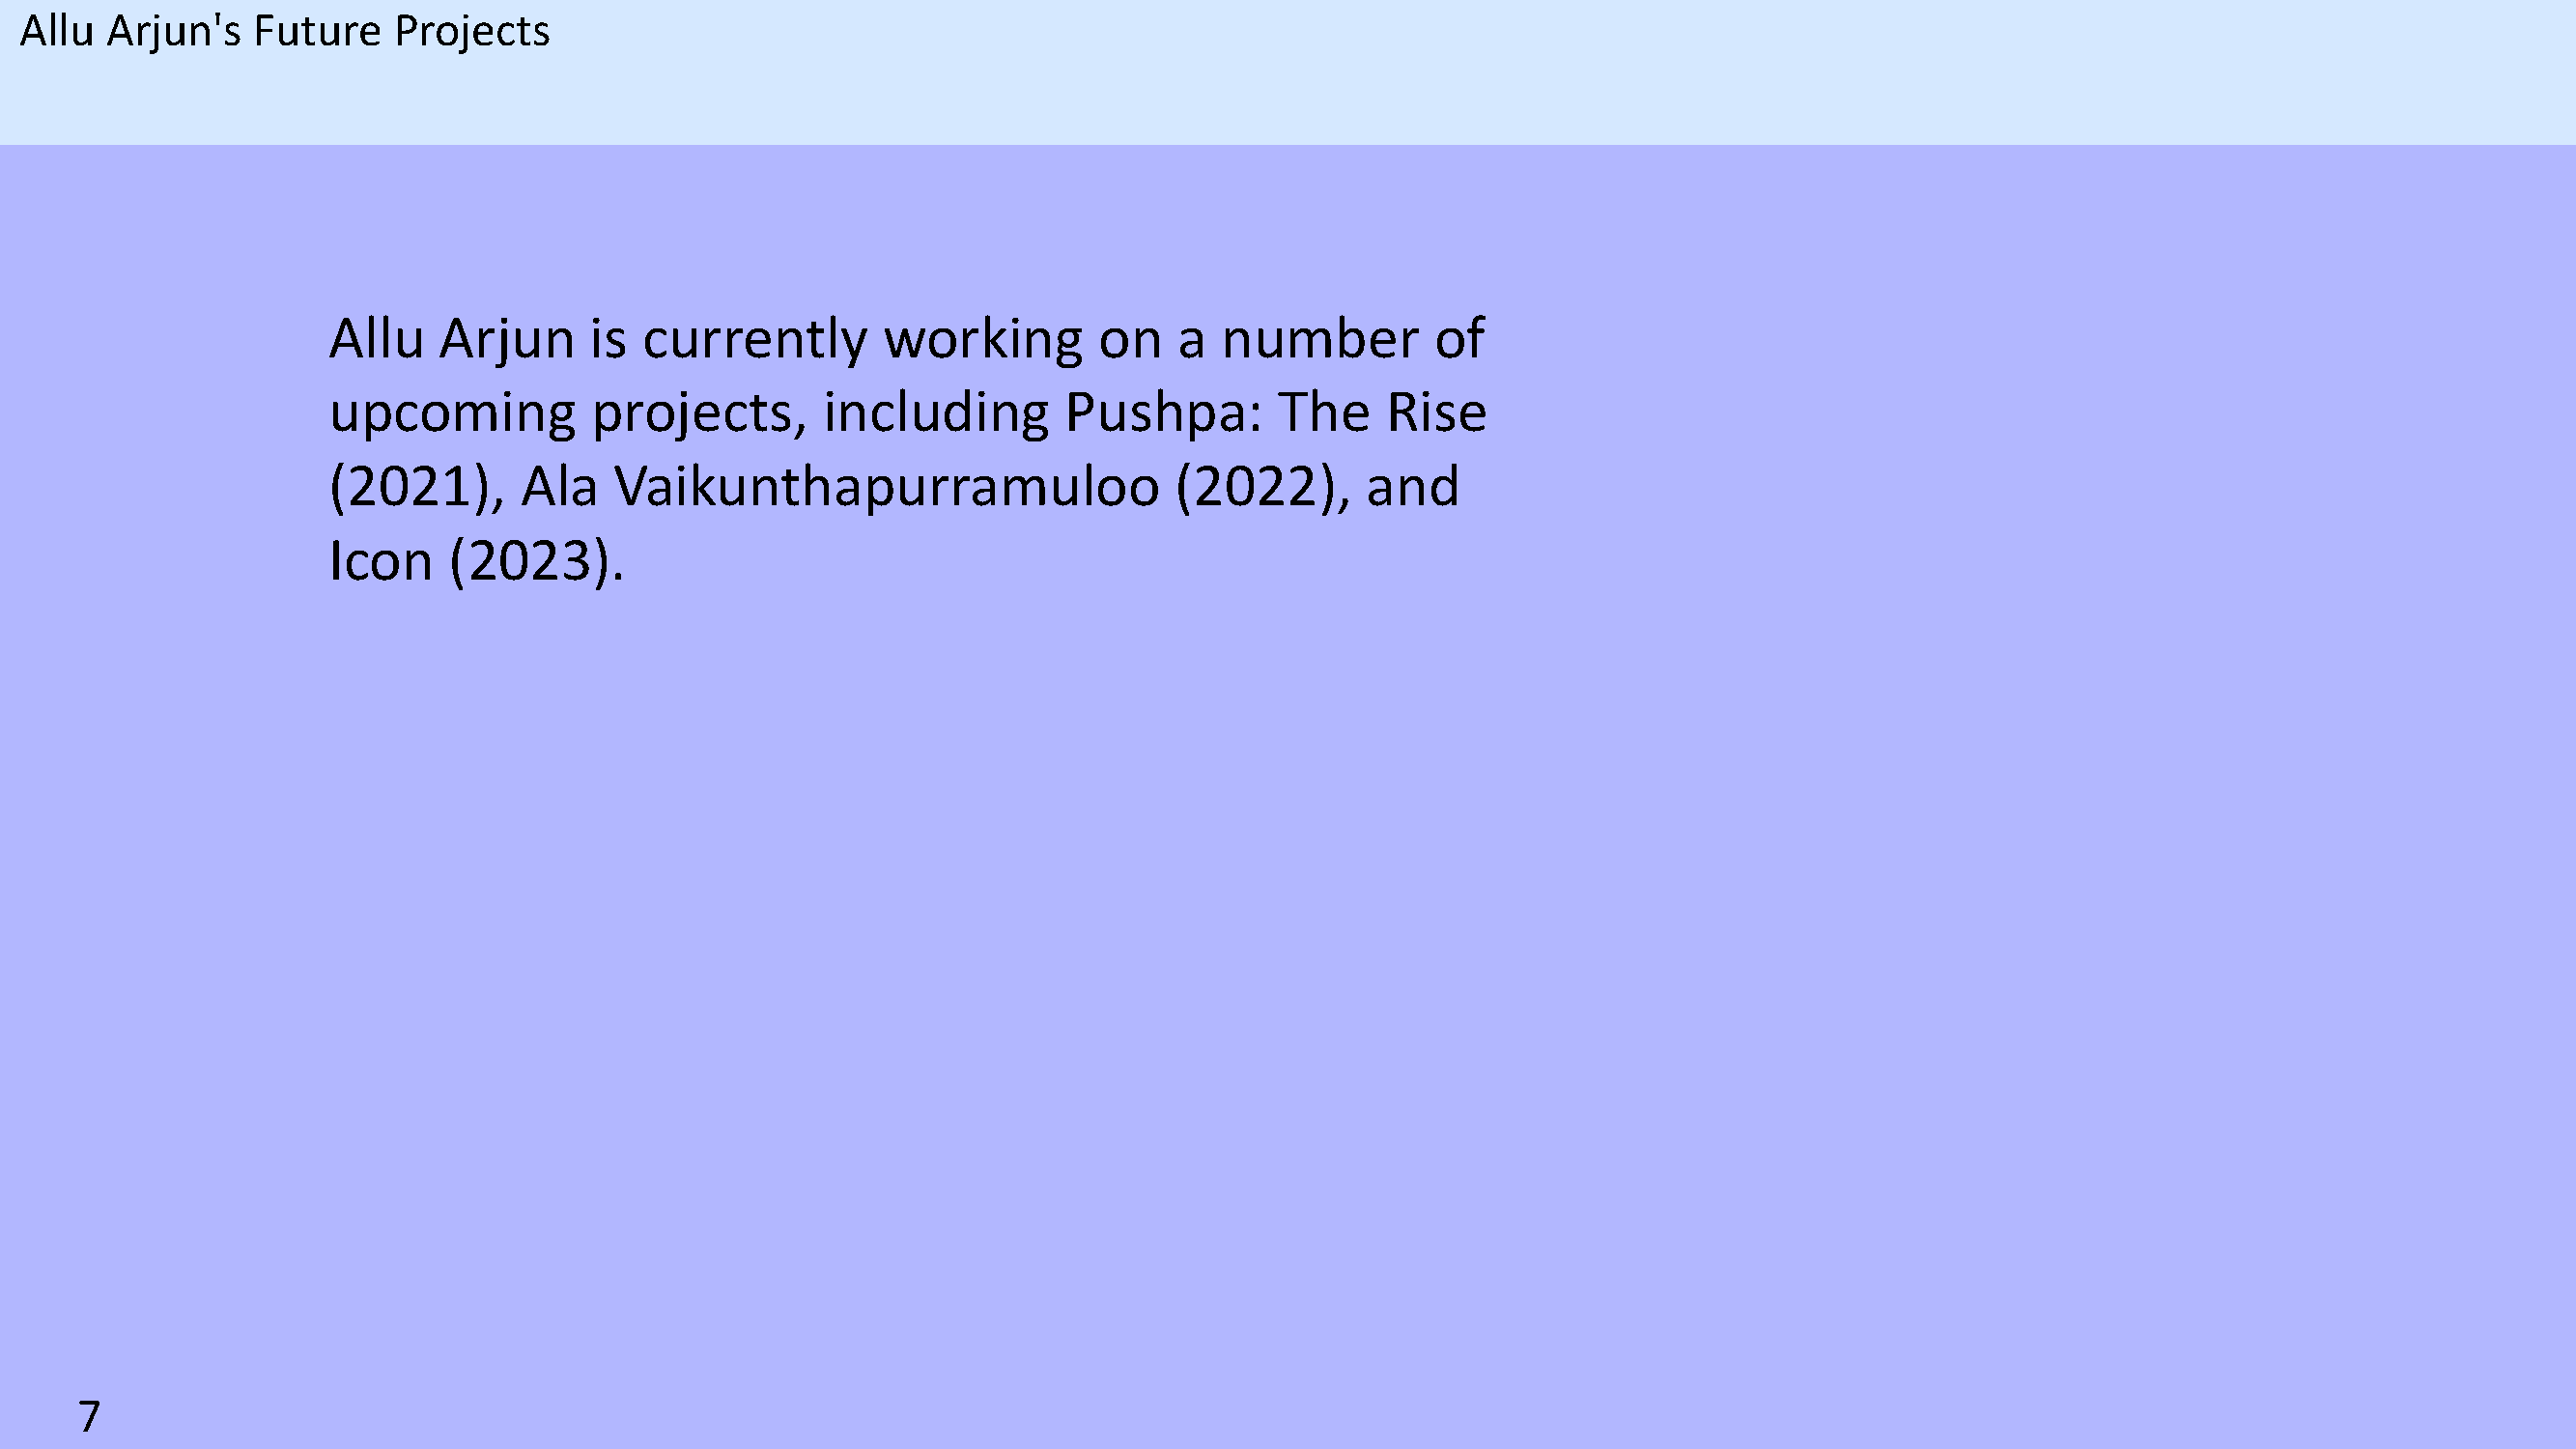 Allu Arjun's Future Projects
Allu Arjun is currently working on a number of
upcoming projects, including Pushpa: The Rise
(2021), Ala Vaikunthapurramuloo (2022), and
Icon (2023).
7